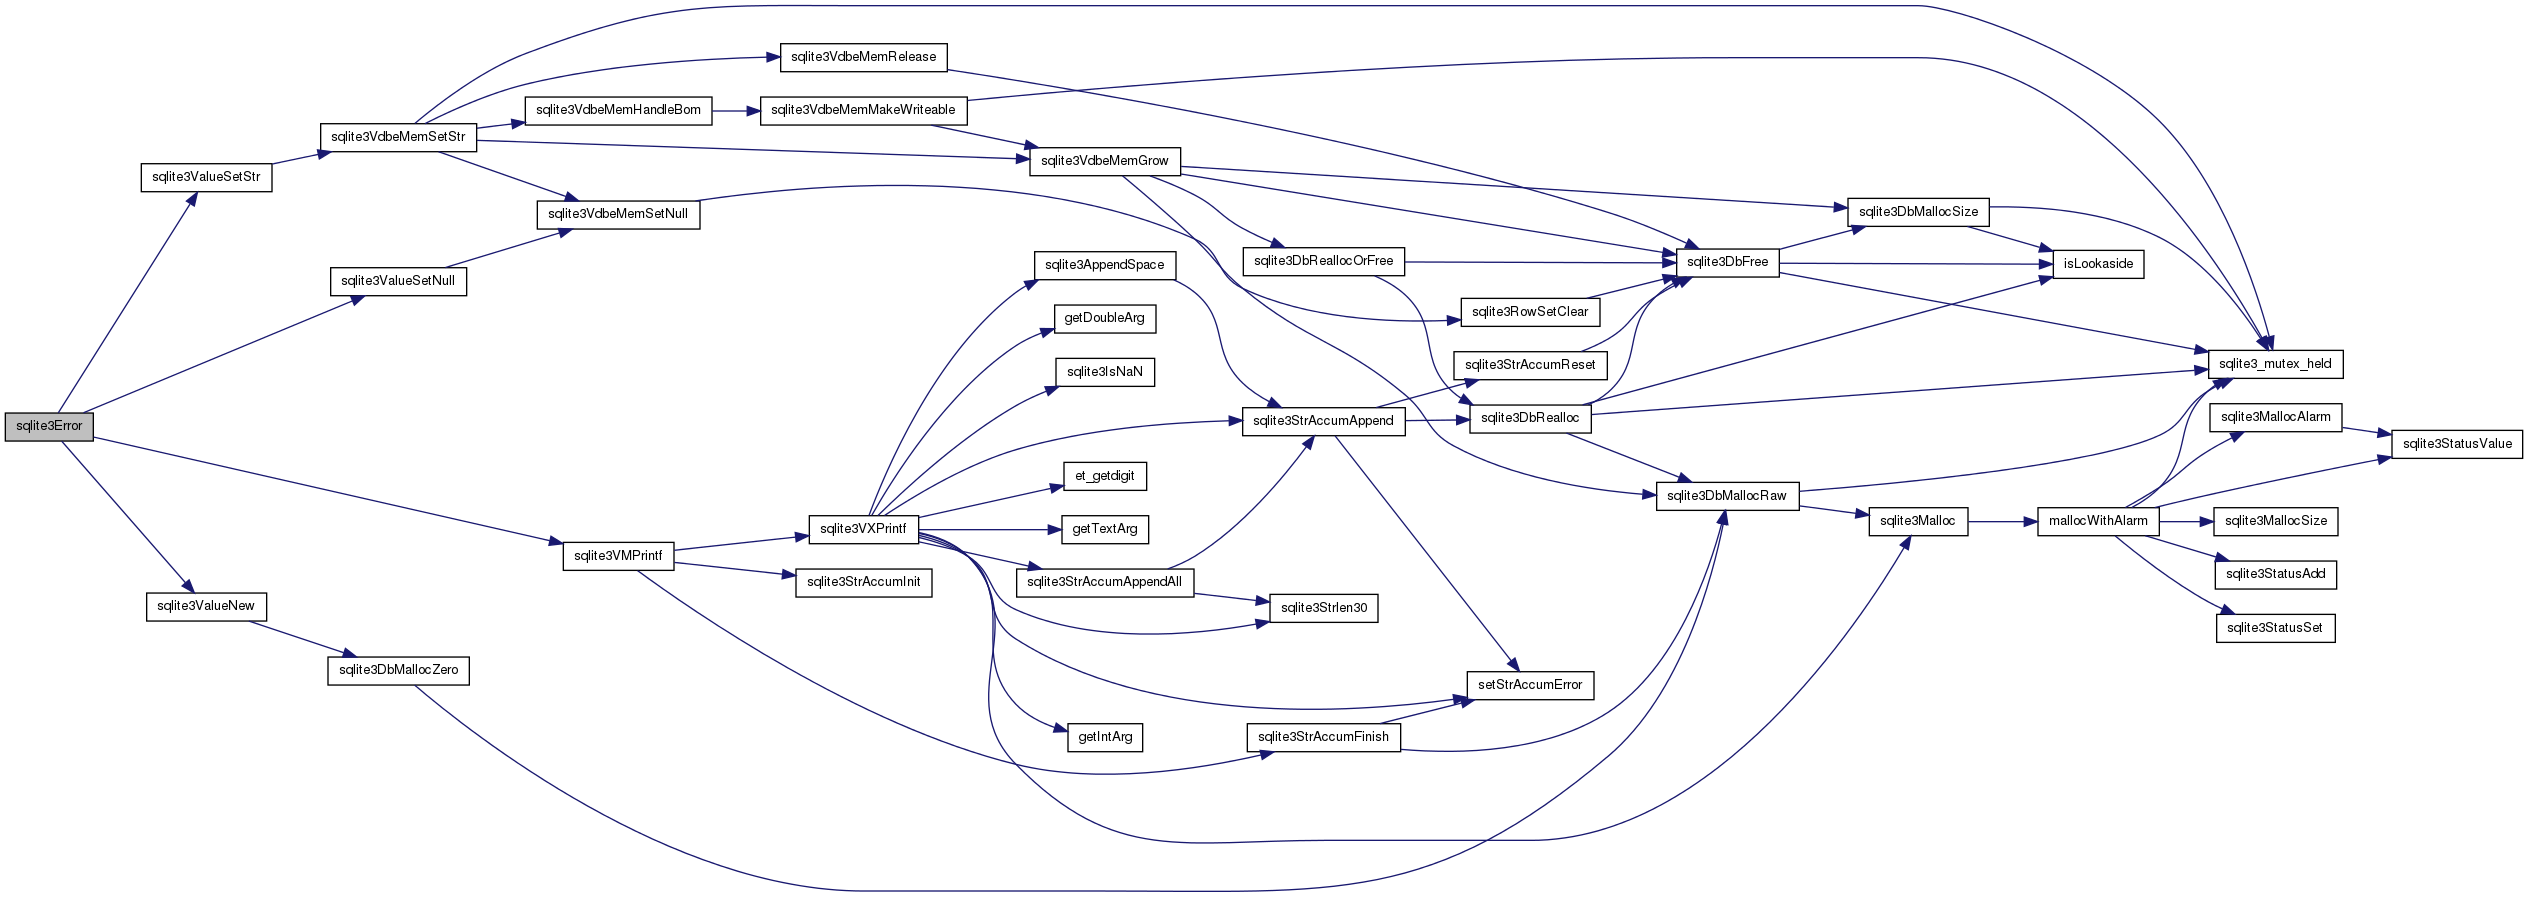 sqlite3Error
sqlite3ValueSetStr
sqlite3ValueSetNull
sqlite3ValueNew
sqlite3VdbeMemSetStr
sqlite3DbMallocZero
sqlite3VdbeMemHandleBom
sqlite3VdbeMemSetNull
sqlite3VMPrintf
sqlite3VdbeMemRelease
sqlite3VdbeMemMakeWriteable
sqlite3VXPrintf
sqlite3StrAccumInit
sqlite3VdbeMemGrow
sqlite3AppendSpace
getDoubleArg
sqlite3IsNaN
et_getdigit
getTextArg
sqlite3StrAccumAppendAll
getIntArg
sqlite3DbReallocOrFree
sqlite3StrAccumAppend
sqlite3Strlen30
sqlite3StrAccumFinish
sqlite3RowSetClear
sqlite3StrAccumReset
sqlite3DbRealloc
setStrAccumError
sqlite3DbFree
sqlite3DbMallocRaw
sqlite3DbMallocSize
sqlite3Malloc
isLookaside
mallocWithAlarm
sqlite3_mutex_held
sqlite3MallocAlarm
sqlite3MallocSize
sqlite3StatusAdd
sqlite3StatusSet
sqlite3StatusValue